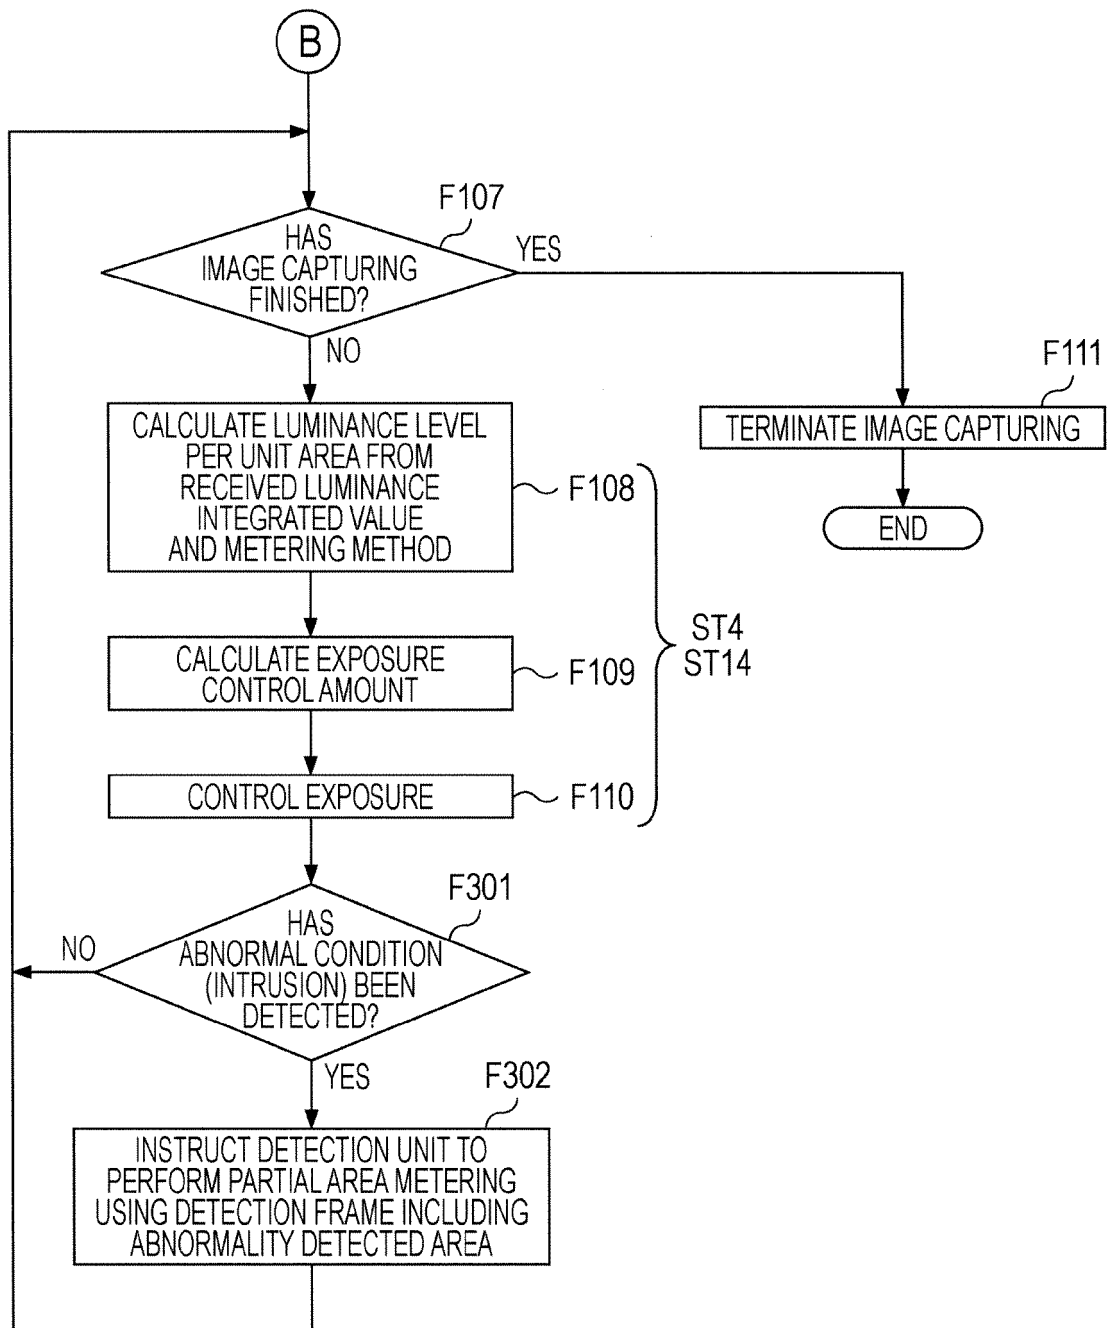 B
F107
HAS
IMAGE CAPTURING
FINISHED?
YES
NO
F111
TERMINATE IMAGE CAPTURING
END
CALCULATE LUMINANCE LEVEL
PER UNIT AREA FROM
RECEIVED LUMINANCE
INTEGRATED VALUE
AND METERING METHOD
F108
CALCULATE EXPOSURE
CONTROL AMOUNT
F109
ST4
ST14
CONTROL EXPOSURE
F110
F301
HAS
ABNORMAL CONDITION
(INTRUSION) BEEN
DETECTED?
NO
YES
F302
INSTRUCT DETECTION UNIT TO
PERFORM PARTIAL AREA METERING
USING DETECTION FRAME INCLUDING
ABNORMALITY DETECTED AREA